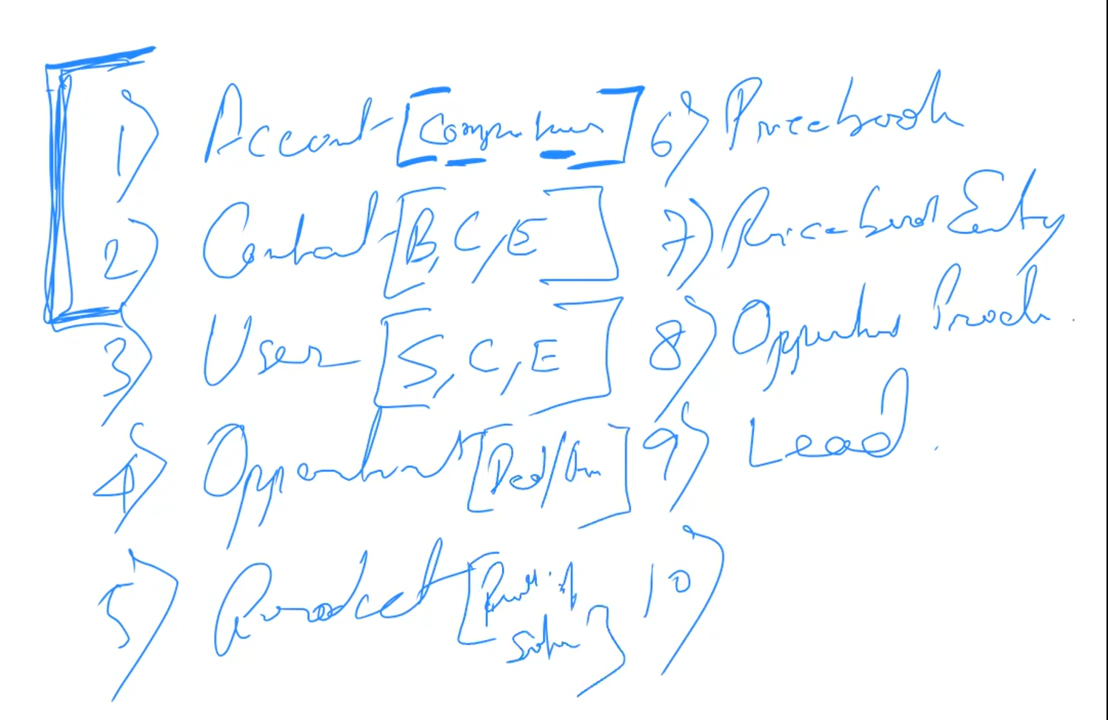 1) Account - [Companies]
2) Contact - [B, C, E]
3) User [S, C, E]
4) Opportunity [Deal/
5) Product [
6) Pricebook
7) Pricebook Entry
8) Opportunity Product
9) Lead.
10)